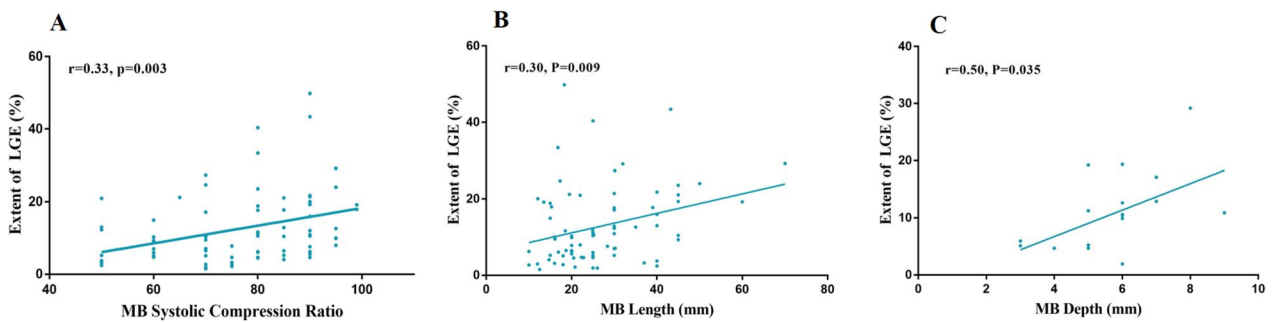 A
r=0.33, p=0.003
Extent of LGE (%)
60
40
20
0
40
60
80
100
MB Systolic Compression Ratio
B
r=0.30, P=0.009
Extent of LGE (%)
60
40
20
0
0
20
40
60
80
MB Length (mm)
C
r=0.50, P=0.035
Extent of LGE (%)
40
30
20
10
0
0
2
4
6
8
10
MB Depth (mm)